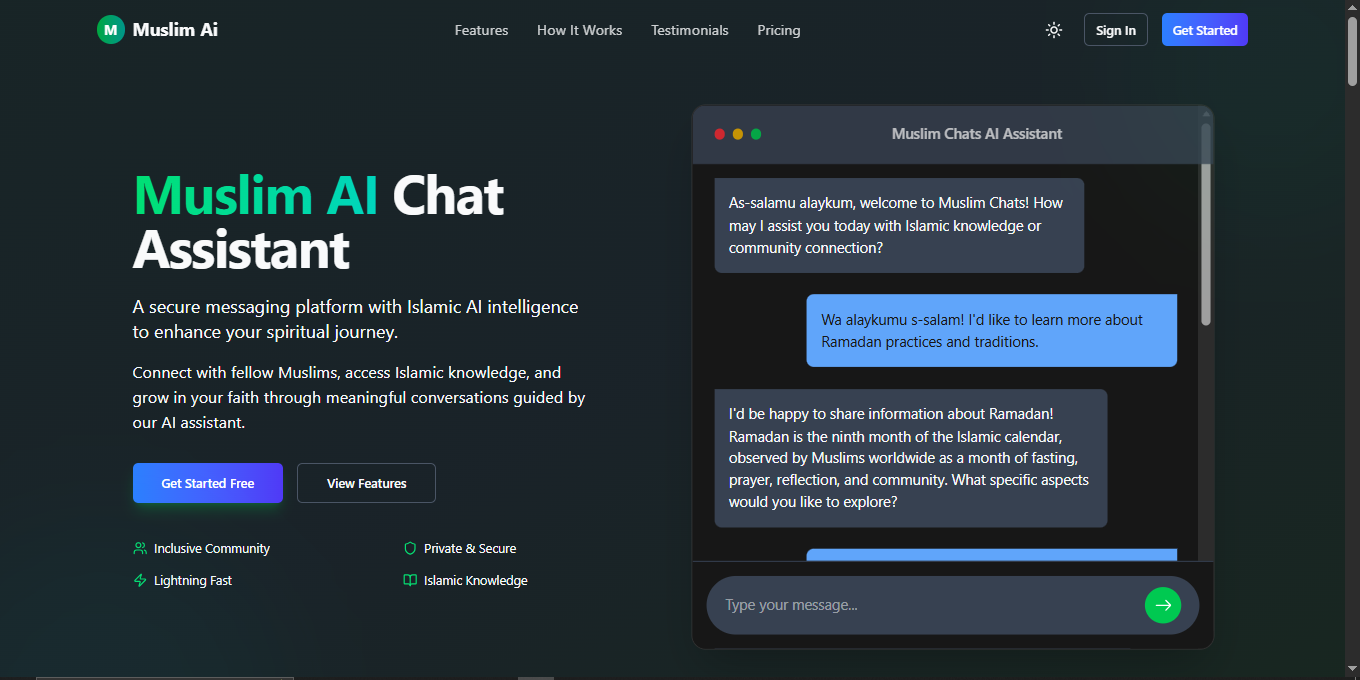 M Muslim Ai
Features How It Works Testimonials Pricing
Sign In Get Started
Muslim AI Chat
Assistant
A secure messaging platform with Islamic AI intelligence
to enhance your spiritual journey.
Connect with fellow Muslims, access Islamic knowledge, and
grow in your faith through meaningful conversations guided by
our AI assistant.
Get Started Free View Features
Inclusive Community Private & Secure
Lightning Fast Islamic Knowledge
Muslim Chats AI Assistant
As-salamu alaykum, welcome to Muslim Chats! How
may I assist you today with Islamic knowledge or
community connection?
Wa alaykumu s-salam! I'd like to learn more about
Ramadan practices and traditions.
I'd be happy to share information about Ramadan!
Ramadan is the ninth month of the Islamic calendar,
observed by Muslims worldwide as a month of fasting,
prayer, reflection, and community. What specific aspects
would you like to explore?
Type your message...